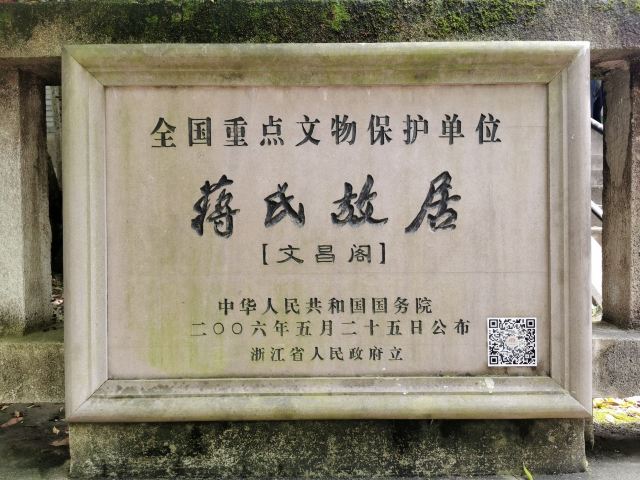 全国重点文物保护单位
蒋氏故居
[文昌阁]
中华人民共和国国务院
二〇〇六年五月二十五日公布
浙江省人民政府立